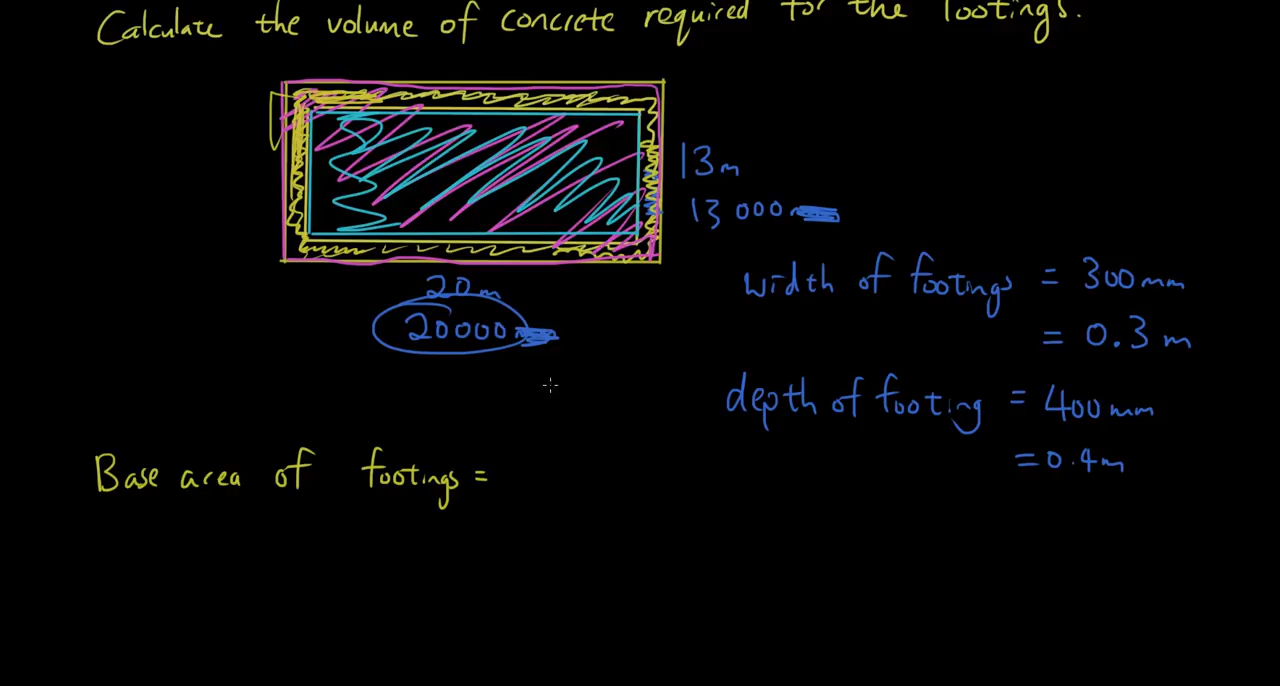 Calculate the volume of concrete required for the footings.
13m
13 000
20m
20000
width of footings = 300mm
= 0.3 m
depth of footing = 400mm
= 0.4m
Base area of footings =